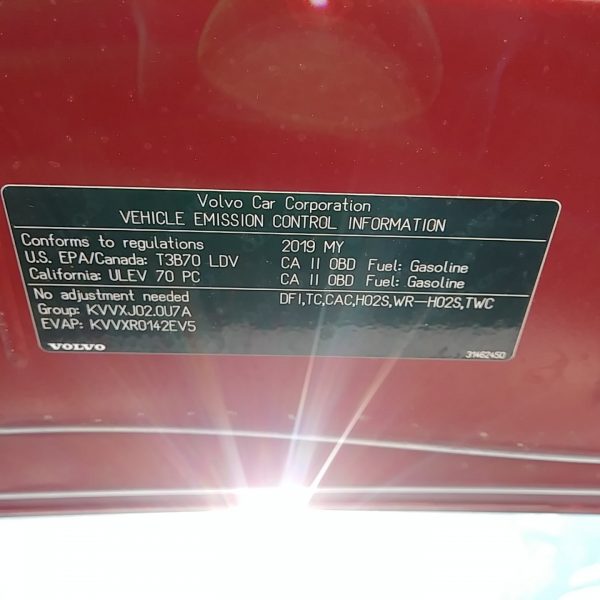 Volvo Car Corporation
VEHICLE EMISSION CONTROL INFORMATION
Conforms to regulations 2019 MY
U.S. EPA/Canada: T3B70 LDV CA II OBD Fuel: Gasoline
California: ULEV 70 PC CA II OBD Fuel: Gasoline
No adjustment needed DFI,TC,CAC,HO2S,WR-HO2S,TWC
Group: KVVXJ02.0U7A
EVAP: KVVXR0142EV5
VOLVO 31462450